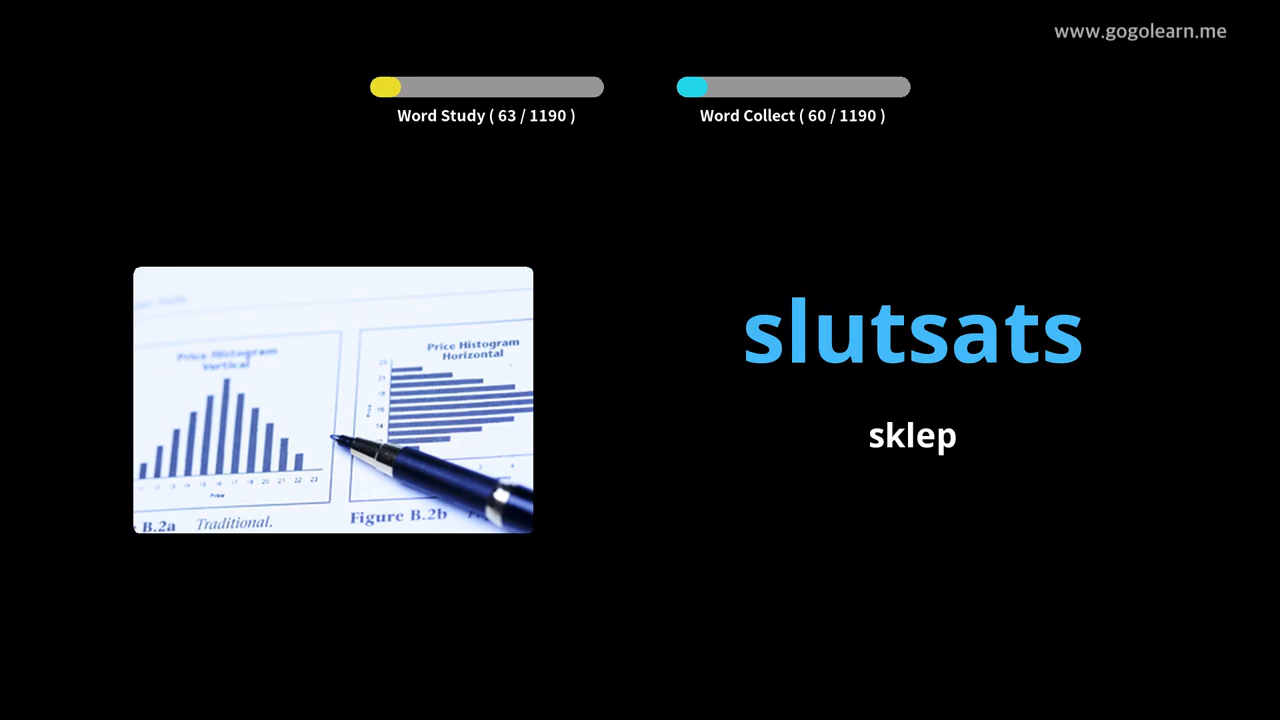 www.gogolearn.me
Word Study ( 63 / 1190 )
Word Collect ( 60 / 1190 )
slutsats
sklep
Price Histogram
Vertical
Price Histogram
Horizontal
Price
B.2a Traditional.
Figure B.2b